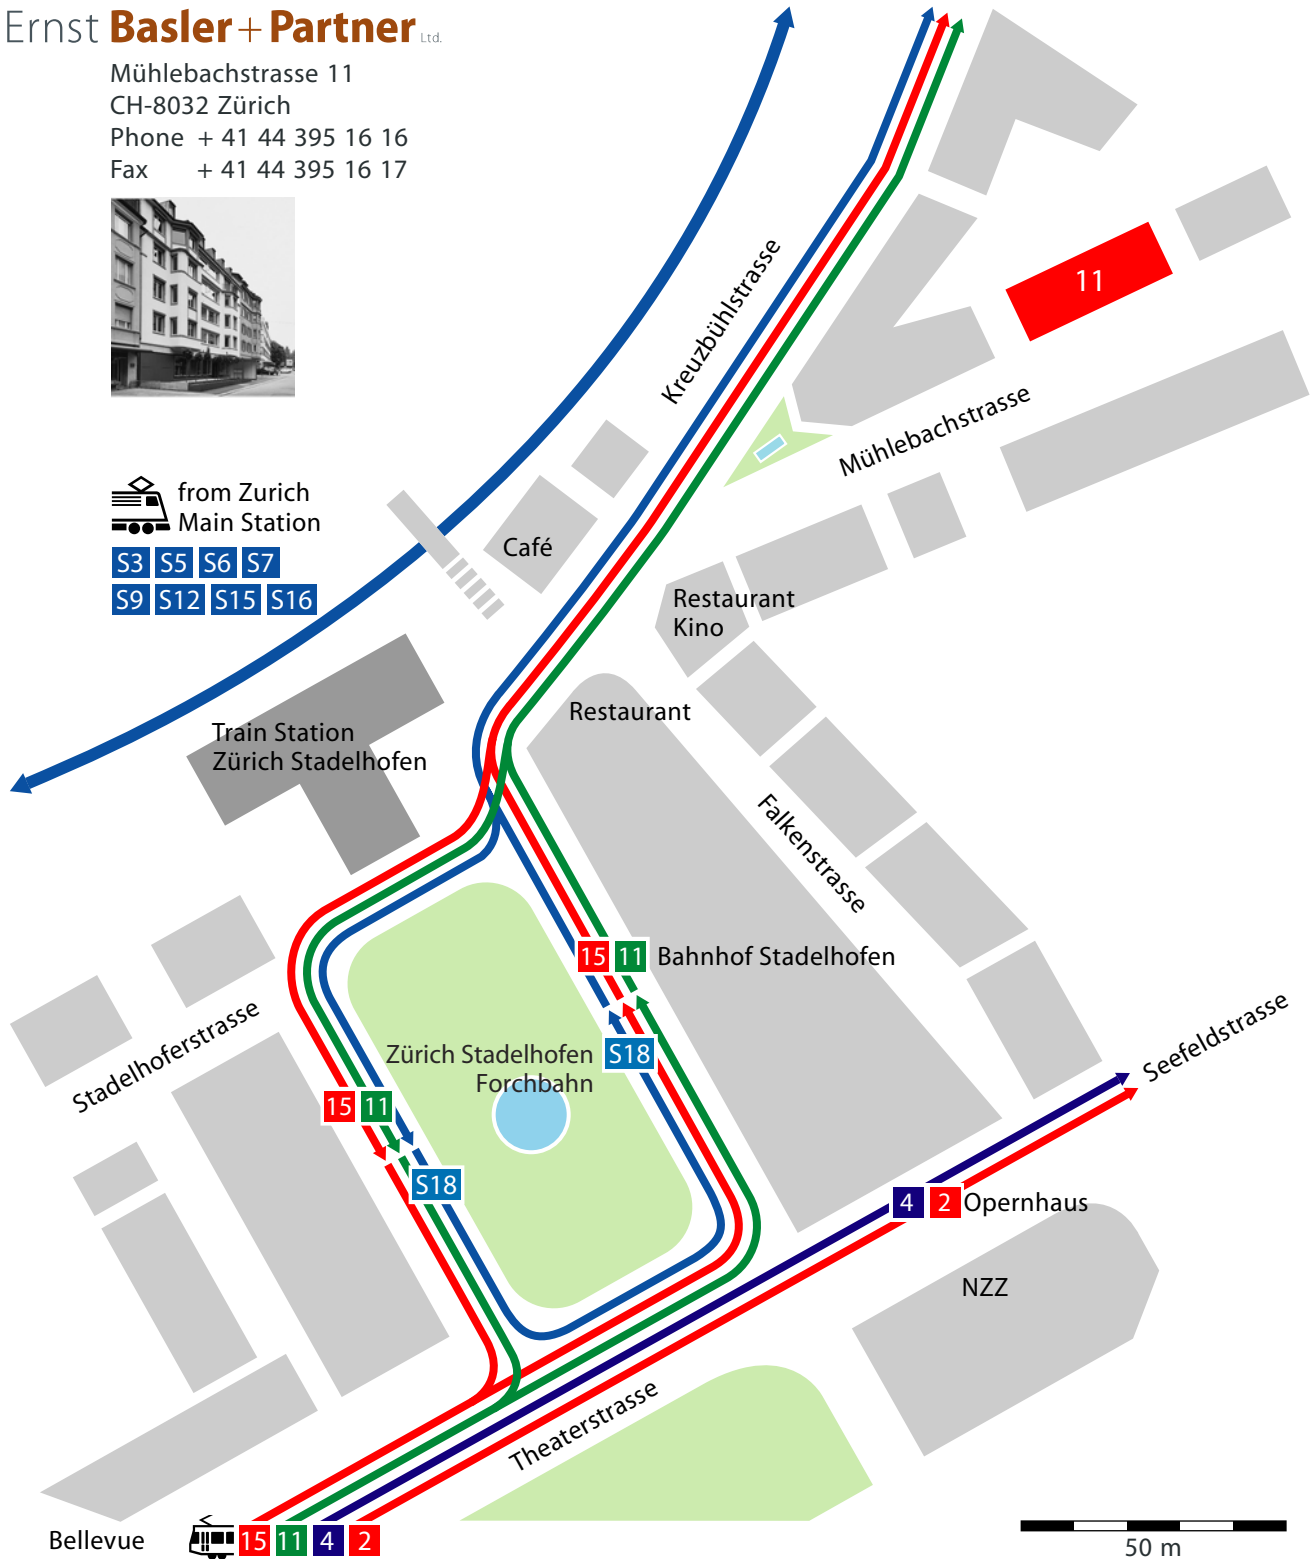 Ernst Basler + Partner Ltd.
Mühlebachstrasse 11
CH-8032 Zürich
Phone + 41 44 395 16 16
Fax + 41 44 395 16 17
11
Kreuzbühlstrasse
Mühlebachstrasse
from Zurich
Main Station
S3 S5 S6 S7
S9 S12 S15 S16
Café
Restaurant
Kino
Restaurant
Train Station
Zürich Stadelhofen
Falkenstrasse
15 11 Bahnhof Stadelhofen
Stadelhoferstrasse
Zürich Stadelhofen
Forchbahn
S18
Seefeldstrasse
15 11
S18
4 2 Opernhaus
NZZ
Theaterstrasse
Bellevue 15 11 4 2
50 m